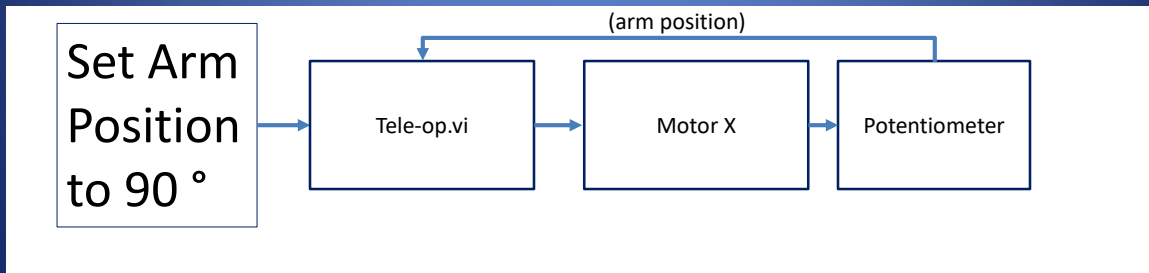 (arm position)
Set Arm
Position
to 90 °
Tele-op.vi
Motor X
Potentiometer